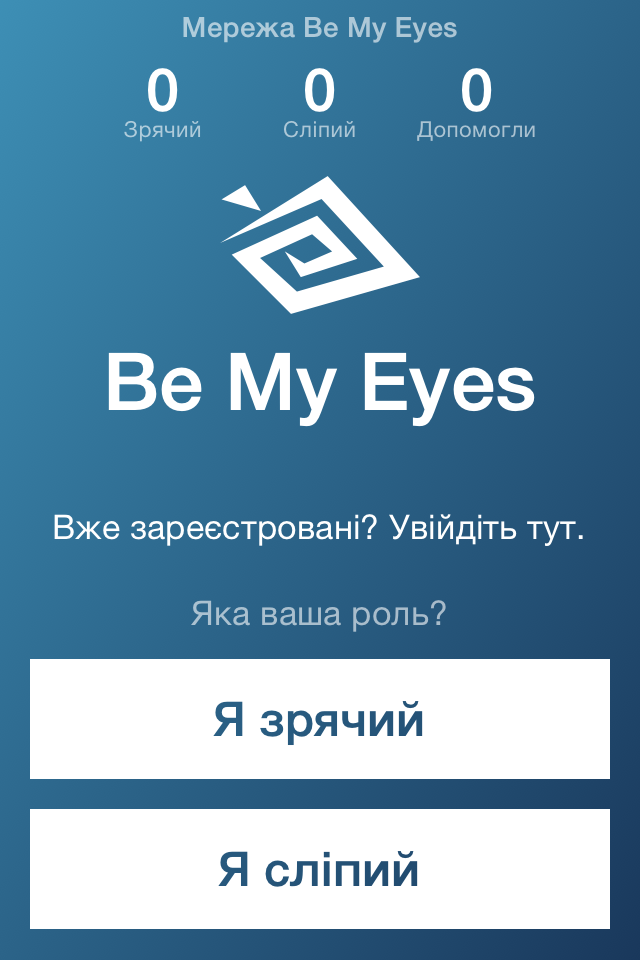 Мережа Be My Eyes
0 0 0
Зрячий Сліпий Допомогли
Be My Eyes
Вже зареєстровані? Увійдіть тут.
Яка ваша роль?
Я зрячий
Я сліпий